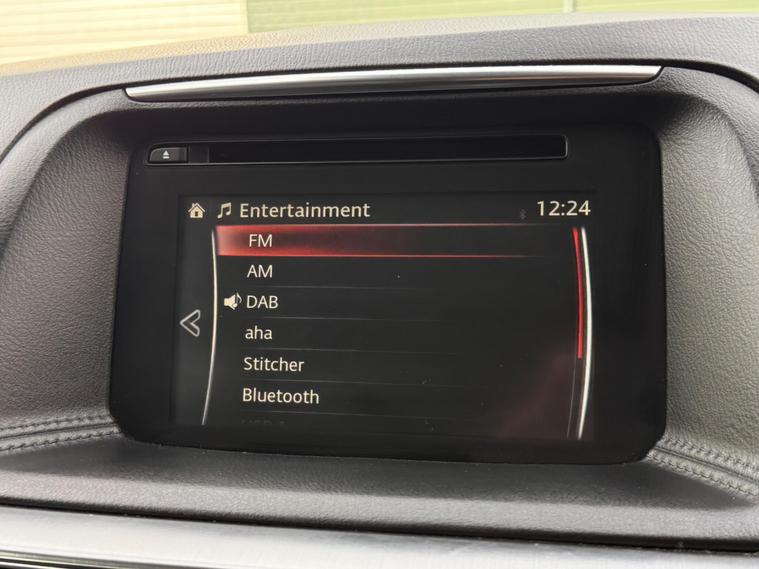 Entertainment 12:24
FM
AM
DAB
aha
Stitcher
Bluetooth